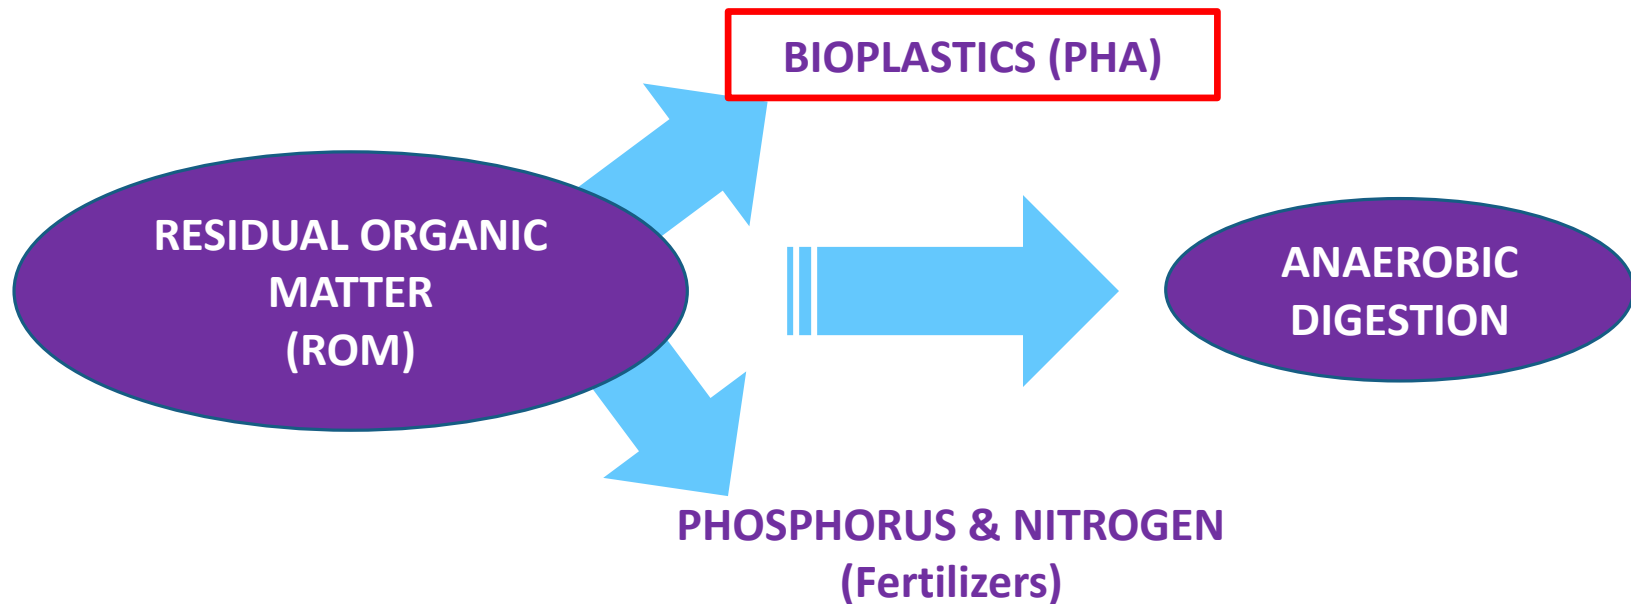 BIOPLASTICS (PHA)
RESIDUAL ORGANIC
MATTER
(ROM)
ANAEROBIC
DIGESTION
PHOSPHORUS & NITROGEN
(Fertilizers)